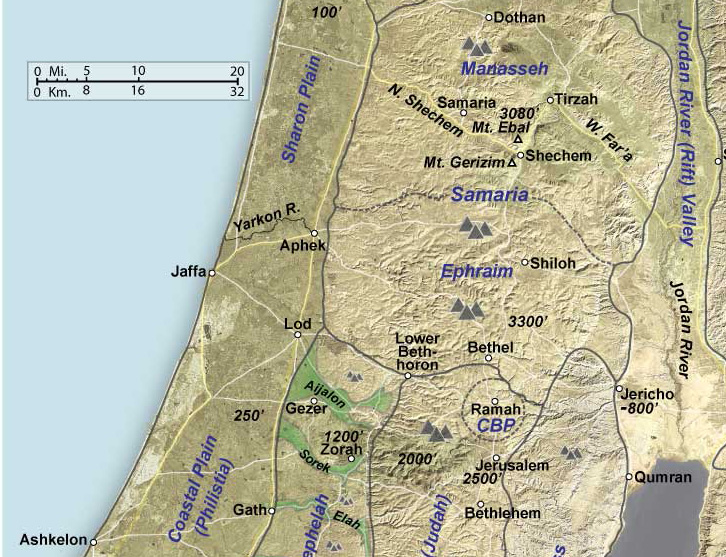 100'
Dothan
0 Mi. 5 10 20
0 Km. 8 16 32
Manasseh
Sharon Plain
Jordan River (Rift) Valley
N. Shechem
Samaria
Tirzah
3080'
Mt. Ebal
W. Far'a
Mt. Gerizim
Shechem
Samaria
Yarkon R.
Aphek
Jaffa
Ephraim
Shiloh
Jordan River
3300'
Lod
Lower
Beth-
horon
Bethel
Aijalon
Gezer
Ramah
CBP
Jericho
-800'
250'
1200'
Zorah
2000'
Sorek
Jerusalem
2500'
Qumran
Coastal Plain
(Philistia)
Gath
Elah
ephelah
(Judah)
Bethlehem
Ashkelon